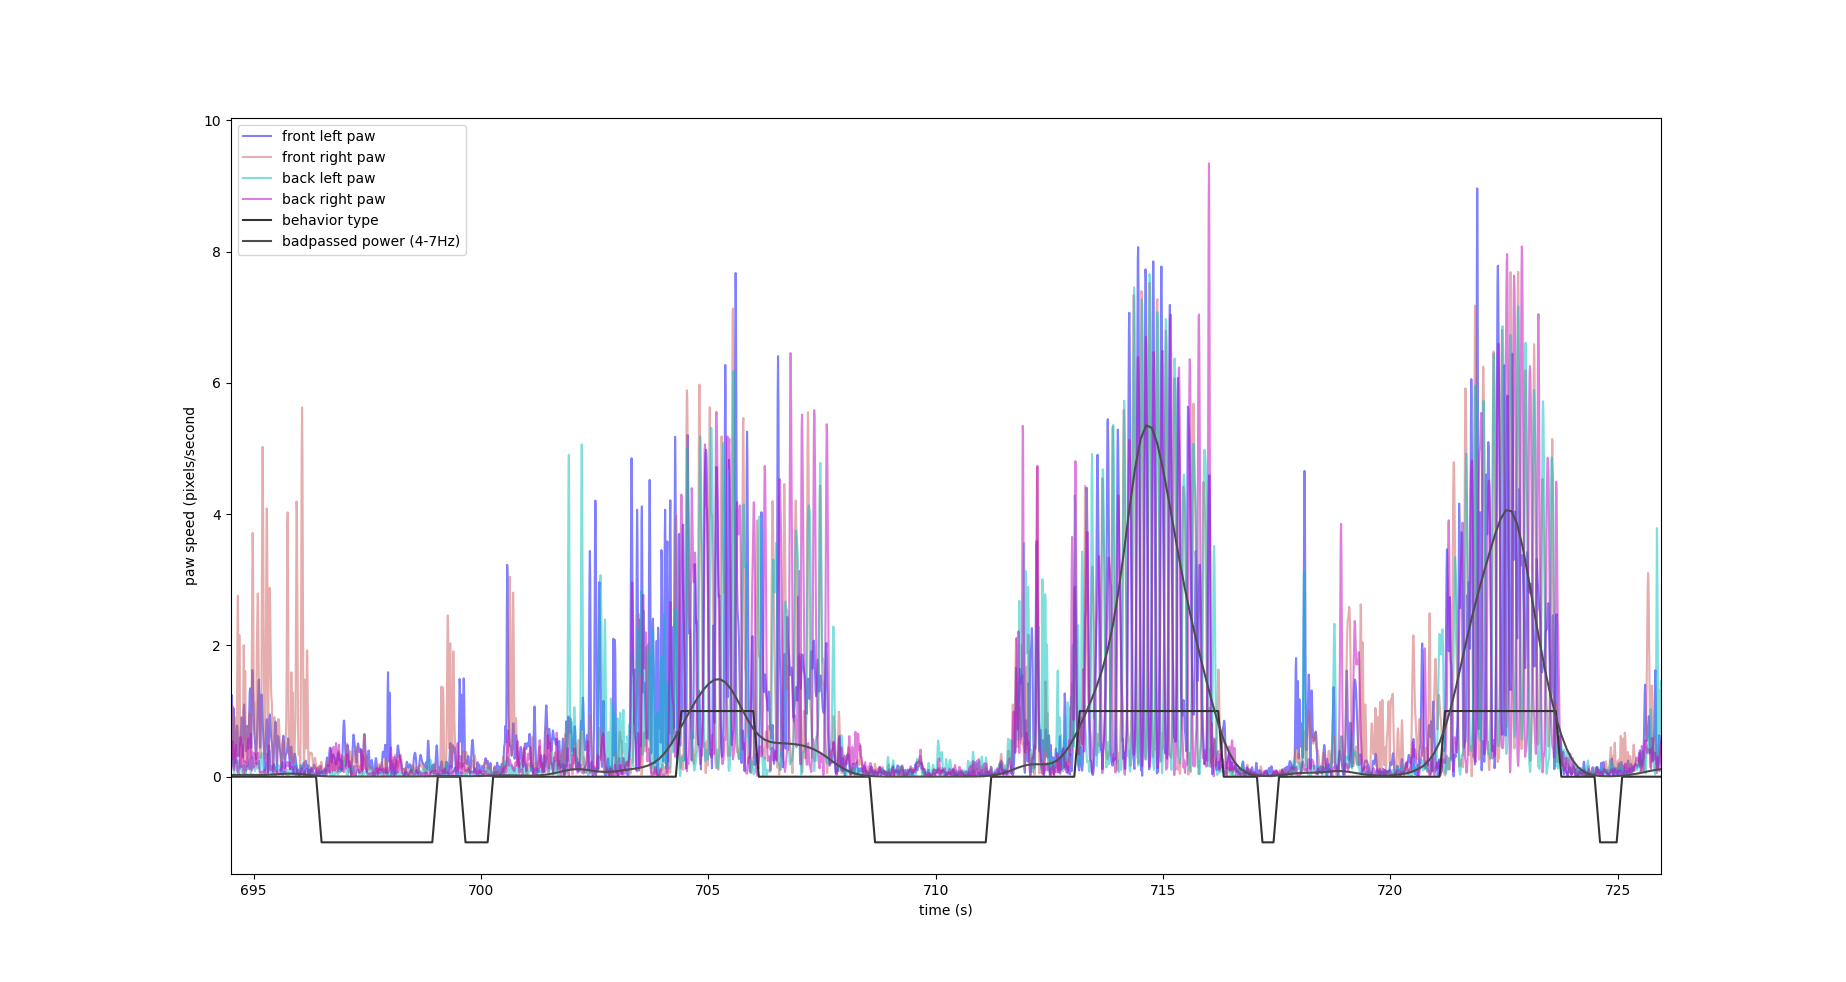 10
8
6
4
2
0
paw speed (pixels/second
front left paw
front right paw
back left paw
back right paw
behavior type
badpassed power (4-7Hz)
695
700
705
710
715
720
725
time (s)